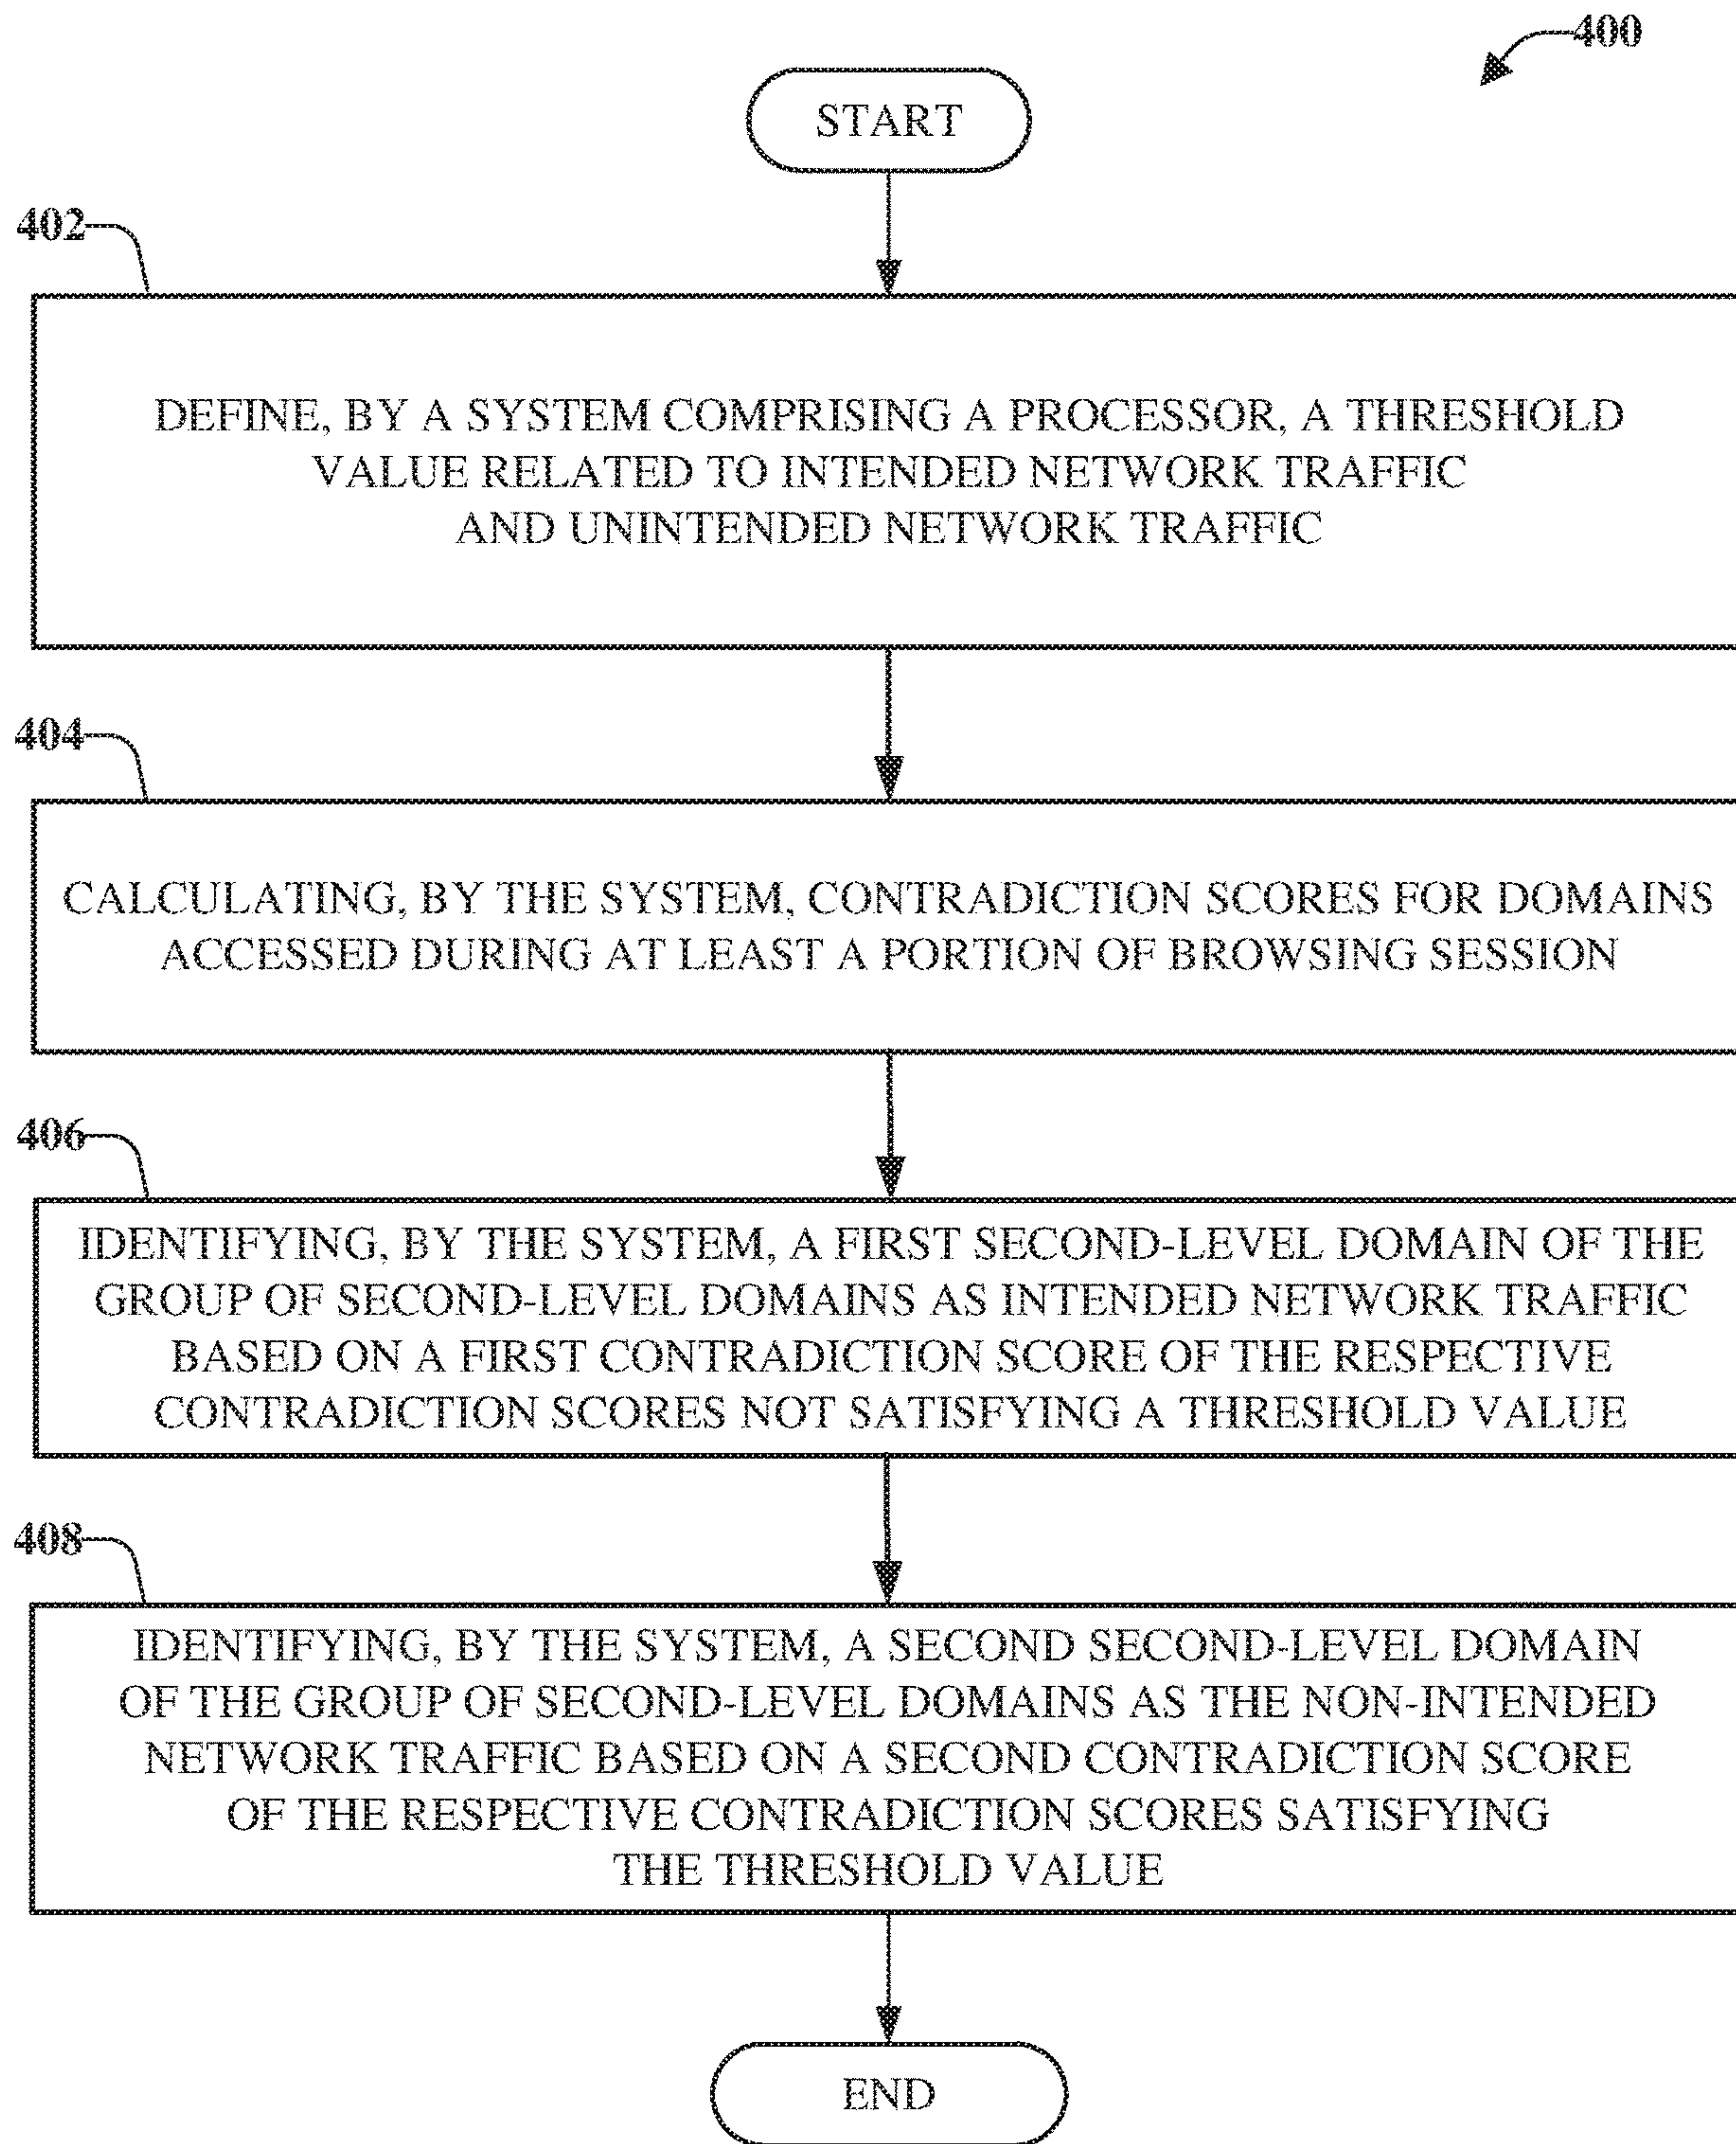 400
START
402
DEFINE, BY A SYSTEM COMPRISING A PROCESSOR, A THRESHOLD
VALUE RELATED TO INTENDED NETWORK TRAFFIC
AND UNINTENDED NETWORK TRAFFIC
404
CALCULATING, BY THE SYSTEM, CONTRADICTION SCORES FOR DOMAINS
ACCESSED DURING AT LEAST A PORTION OF BROWSING SESSION
406
IDENTIFYING, BY THE SYSTEM, A FIRST SECOND-LEVEL DOMAIN OF THE
GROUP OF SECOND-LEVEL DOMAINS AS INTENDED NETWORK TRAFFIC
BASED ON A FIRST CONTRADICTION SCORE OF THE RESPECTIVE
CONTRADICTION SCORES NOT SATISFYING A THRESHOLD VALUE
408
IDENTIFYING, BY THE SYSTEM, A SECOND SECOND-LEVEL DOMAIN
OF THE GROUP OF SECOND-LEVEL DOMAINS AS THE NON-INTENDED
NETWORK TRAFFIC BASED ON A SECOND CONTRADICTION SCORE
OF THE RESPECTIVE CONTRADICTION SCORES SATISFYING
THE THRESHOLD VALUE
END